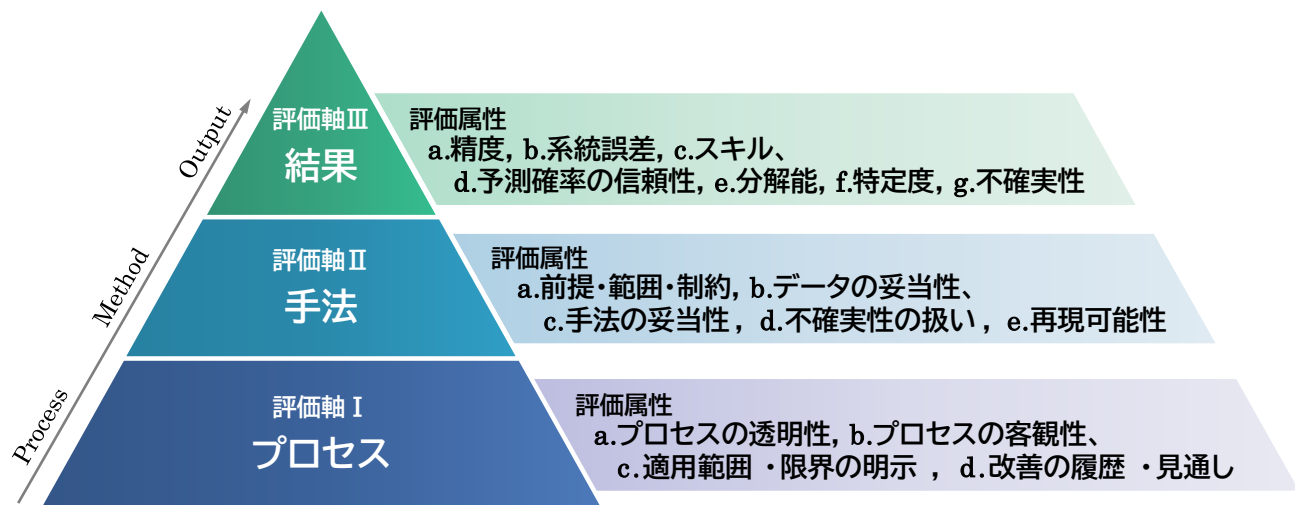 Output
Method
Process
評価軸Ⅲ
結果
評価属性
a.精度, b.系統誤差, c.スキル、
d.予測確率の信頼性, e.分解能, f.特定度, g.不確実性
評価軸Ⅱ
手法
評価属性
a.前提・範囲・制約, b.データの妥当性、
c.手法の妥当性 , d.不確実性の扱い , e.再現可能性
評価軸Ⅰ
プロセス
評価属性
a.プロセスの透明性, b.プロセスの客観性、
c.適用範囲 ・限界の明示 , d.改善の履歴 ・見通し